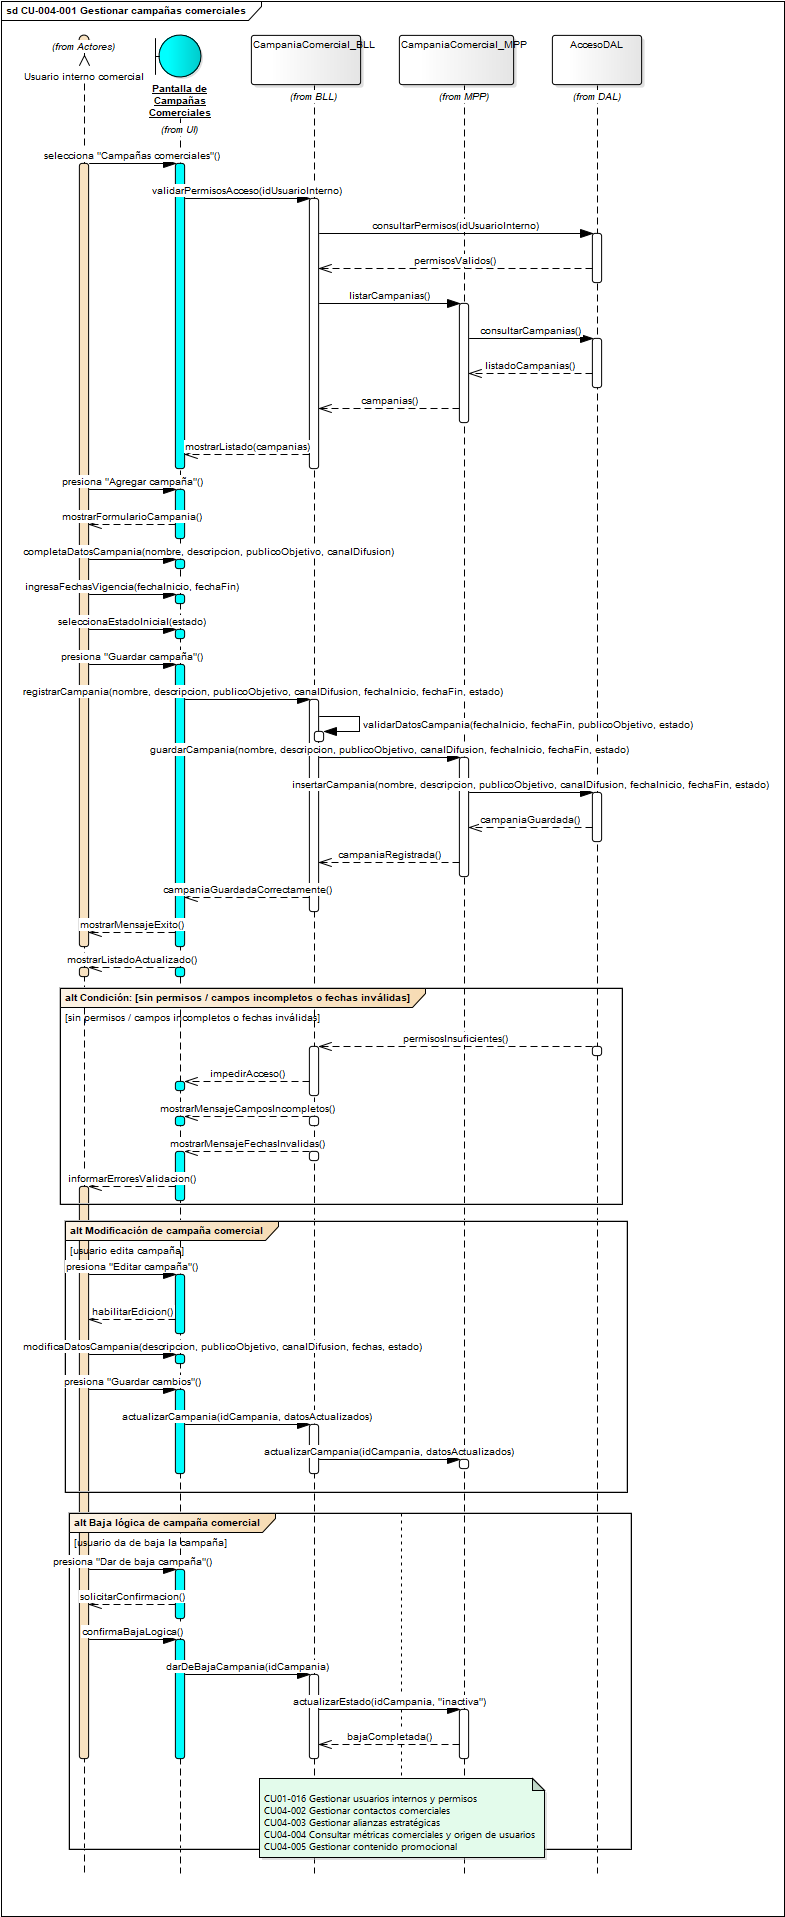 sd CU-004-001 Gestionar campañas comerciales
(from Actores)
Usuario interno comercial
Pantalla de
Campañas
Comerciales
(from UI)
CampaniaComercial_BLL
(from BLL)
CampaniaComercial_MPP
(from MPP)
AccesoDAL
(from DAL)
selecciona "Campañas comerciales"()
validarPermisosAcceso(idUsuarioInterno)
consultarPermisos(idUsuarioInterno)
permisosValidos()
listarCampanias()
consultarCampanias()
listadoCampanias()
campanias()
mostrarListado(campanias)
presiona "Agregar campaña"()
mostrarFormularioCampania()
completaDatosCampania(nombre, descripcion, publicoObjetivo, canalDifusion)
ingresaFechasVigencia(fechaInicio, fechaFin)
seleccionaEstadoInicial(estado)
presiona "Guardar campaña"()
registrarCampania(nombre, descripcion, publicoObjetivo, canalDifusion, fechaInicio, fechaFin, estado)
validarDatosCampania(fechaInicio, fechaFin, publicoObjetivo, estado)
guardarCampania(nombre, descripcion, publicoObjetivo, canalDifusion, fechaInicio, fechaFin, estado)
insertarCampania(nombre, descripcion, publicoObjetivo, canalDifusion, fechaInicio, fechaFin, estado)
campaniaGuardada()
campaniaRegistrada()
campaniaGuardadaCorrectamente()
mostrarMensajeExito()
mostrarListadoActualizado()
alt Condición: [sin permisos / campos incompletos o fechas inválidas]
[sin permisos / campos incompletos o fechas inválidas]
permisosInsuficientes()
impedirAcceso()
mostrarMensajeCamposIncompletos()
mostrarMensajeFechasInvalidas()
informarErroresValidacion()
alt Modificación de campaña comercial
[usuario edita campaña]
presiona "Editar campaña"()
habilitarEdicion()
modificaDatosCampania(descripcion, publicoObjetivo, canalDifusion, fechas, estado)
presiona "Guardar cambios"()
actualizarCampania(idCampania, datosActualizados)
actualizarCampania(idCampania, datosActualizados)
alt Baja lógica de campaña comercial
[usuario da de baja la campaña]
presiona "Dar de baja campaña"()
solicitarConfirmacion()
confirmaBajaLogica()
darDeBajaCampania(idCampania)
actualizarEstado(idCampania, "inactiva")
bajaCompletada()
CU01-016 Gestionar usuarios internos y permisos
CU04-002 Gestionar contactos comerciales
CU04-003 Gestionar alianzas estratégicas
CU04-004 Consultar métricas comerciales y origen de usuarios
CU04-005 Gestionar contenido promocional